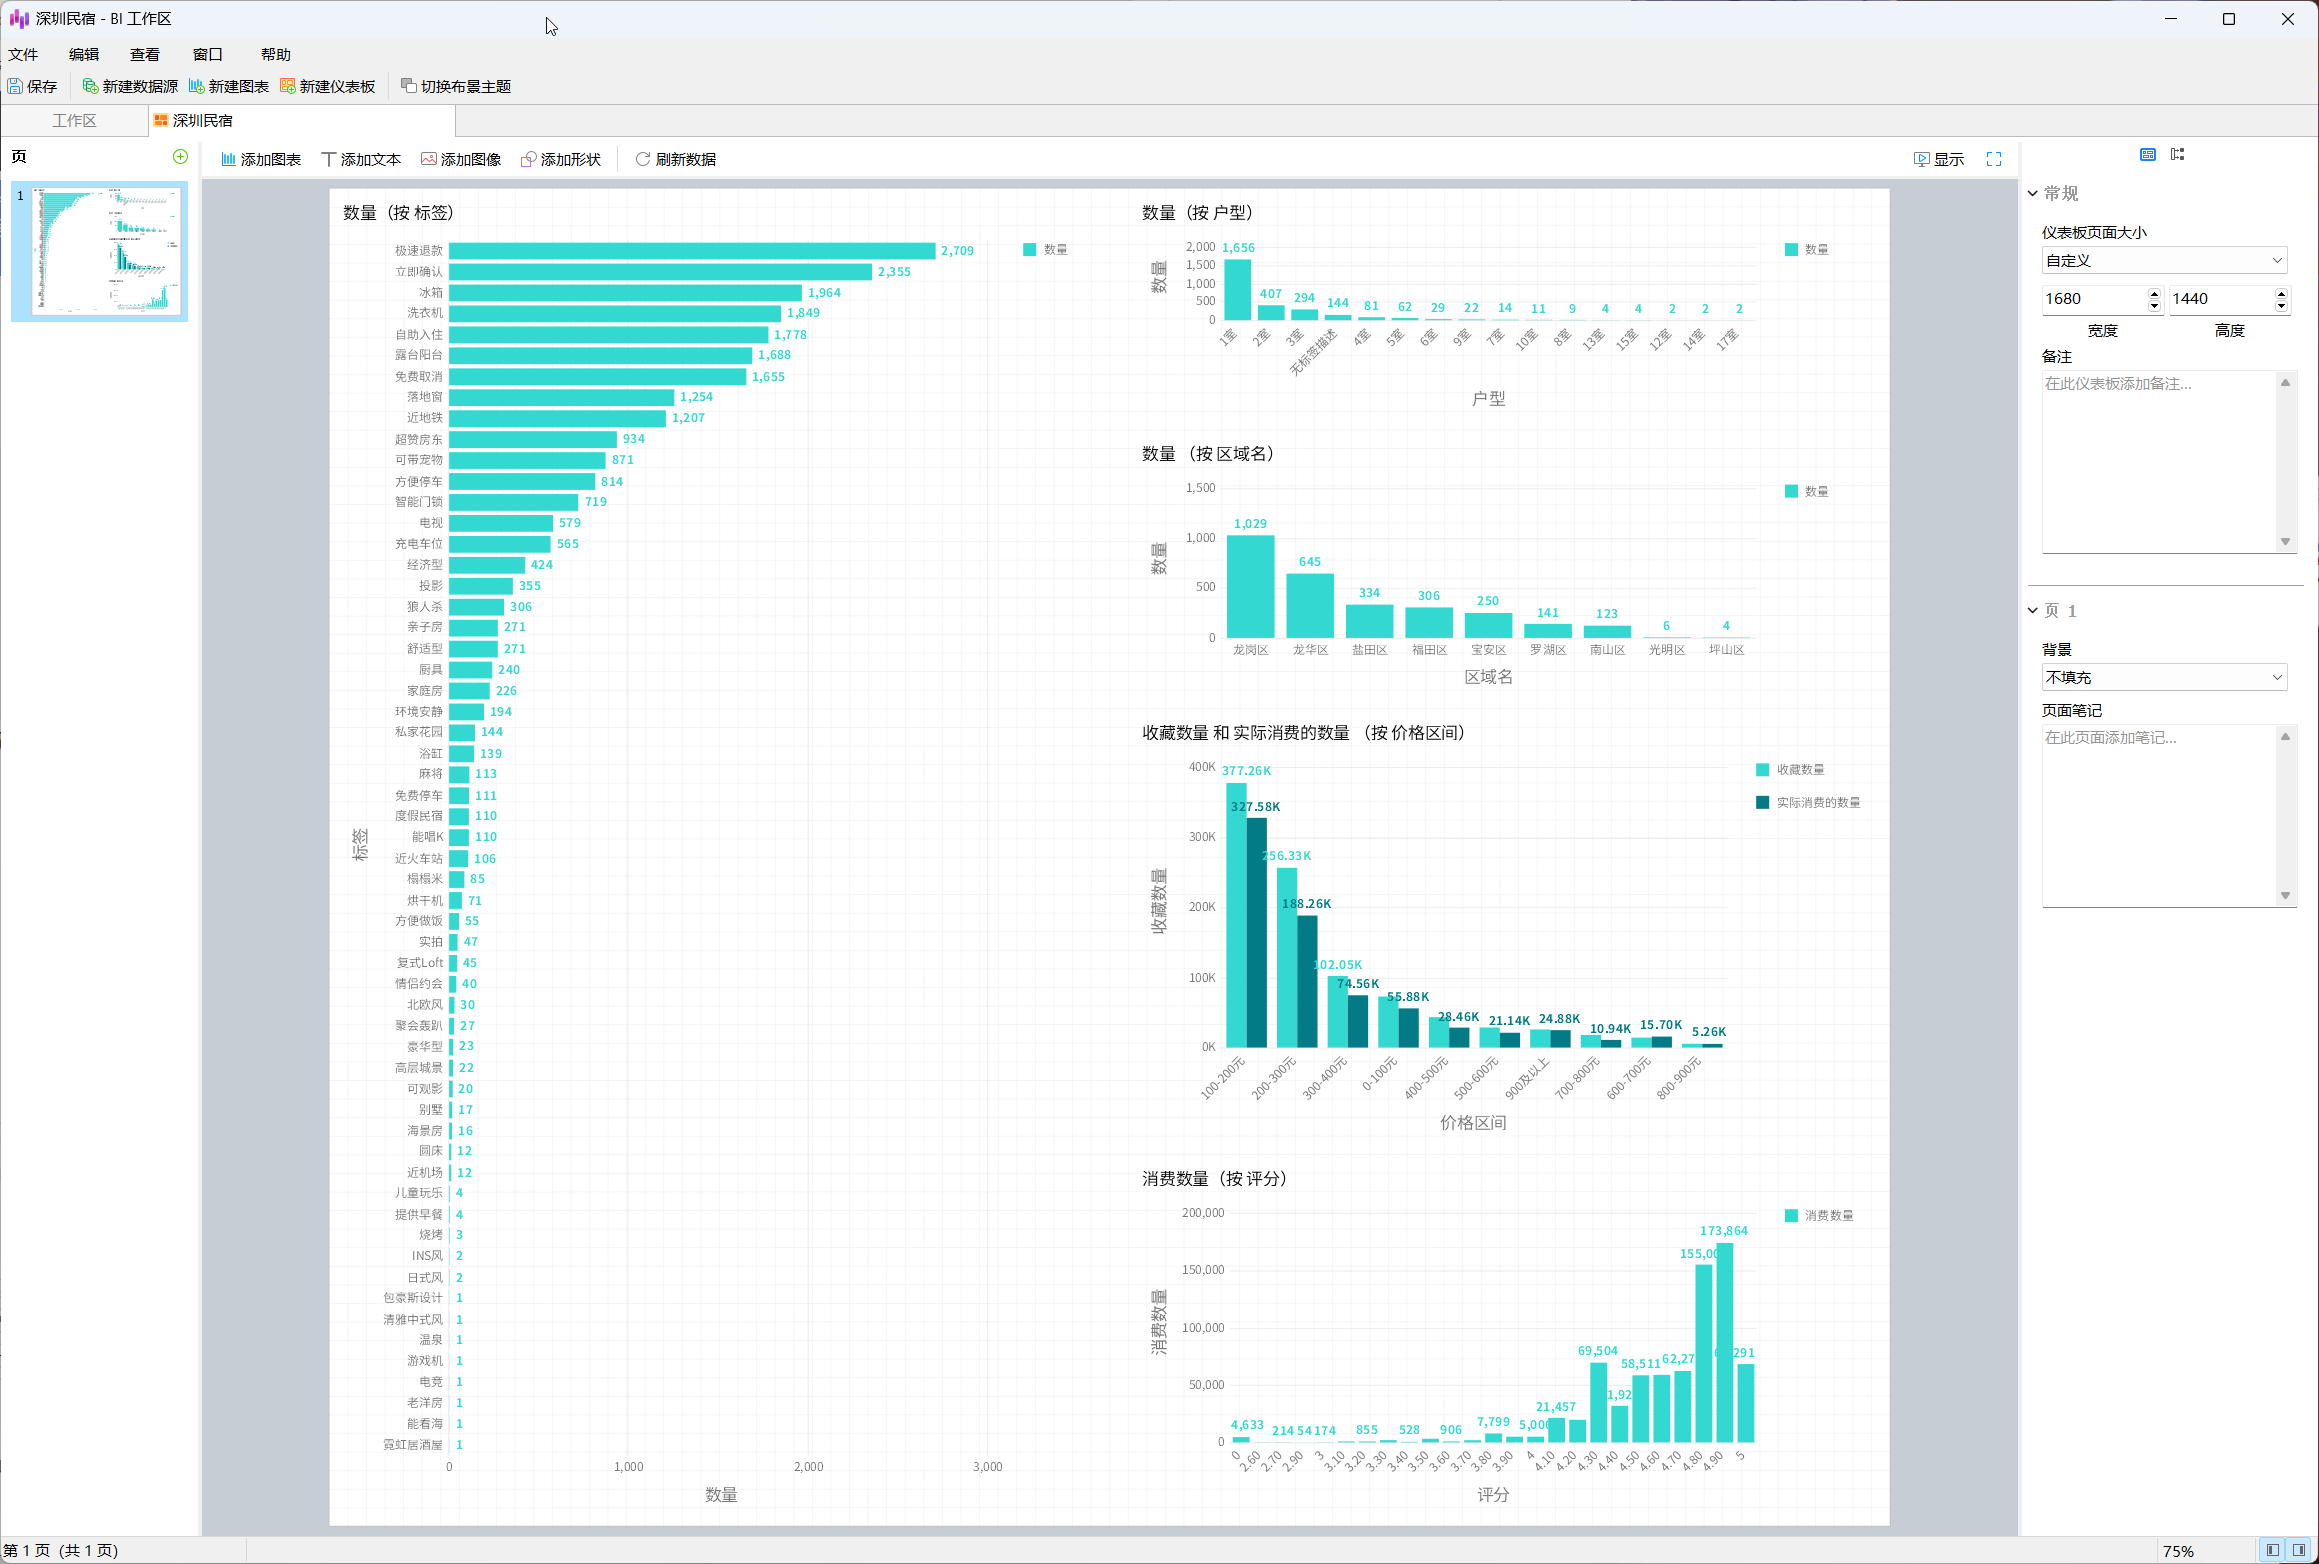 深圳民宿 - BI 工作区
文件 编辑 查看 窗口 帮助
保存 新建数据源 新建图表 新建仪表板 切换布景主题
工作区 深圳民宿
页
1
添加图表 添加文本 添加图像 添加形状 刷新数据 显示
数量（按 标签）
极速退款 2,709
立即确认 2,355
冰箱 1,964
洗衣机 1,849
自助入住 1,778
露台阳台 1,688
免费取消 1,655
落地窗 1,254
近地铁 1,207
超赞房东 934
可带宠物 871
方便停车 814
智能门锁 719
电视 579
充电车位 565
经济型 424
投影 355
狼人杀 306
亲子房 271
舒适型 271
厨具 240
家庭房 226
环境安静 194
私家花园 144
浴缸 139
麻将 113
免费停车 111
度假民宿 110
能唱K 110
近火车站 106
榻榻米 85
烘干机 71
方便做饭 55
实拍 47
复式Loft 45
情侣约会 40
北欧风 30
聚会轰趴 27
豪华型 23
高层城景 22
可观影 20
别墅 17
海景房 16
圆床 12
近机场 12
儿童玩乐 4
提供早餐 4
烧烤 3
INS风 2
日式风 2
包豪斯设计 1
清雅中式风 1
温泉 1
游戏机 1
电竞 1
老洋房 1
能看海 1
霓虹居酒屋 1
0 1,000 2,000 3,000
标签
数量
数量
数量（按 户型）
2,000
1,500
1,000
500
0
数量
1,656 407 294 144 81 62 29 22 14 11 9 4 4 2 2 2
1室 2室 3室 无标签描述 4室 5室 6室 9室 7室 10室 8室 13室 15室 12室 14室 17室
户型
数量
数量（按 区域名）
1,500
1,000
500
0
数量
1,029 645 334 306 250 141 123 6 4
龙岗区 龙华区 盐田区 福田区 宝安区 罗湖区 南山区 光明区 坪山区
区域名
数量
收藏数量 和 实际消费的数量 （按 价格区间）
400K
300K
200K
100K
0K
收藏数量
377.26K 327.58K
256.33K 188.26K
102.05K 74.56K
55.88K
28.46K 21.14K 24.88K 10.94K 15.70K 5.26K
100-200元 200-300元 300-400元 0-100元 400-500元 500-600元 900及以上 700-800元 600-700元 800-900元
价格区间
收藏数量
实际消费的数量
消费数量（按 评分）
200,000
150,000
100,000
50,000
0
消费数量
4,633 214 54 174 855 528 906 7,799 21,457 69,504 58,511 173,864
0 2.60 2.70 2.90 3 3.10 3.20 3.30 3.40 3.50 3.60 3.70 3.80 3.90 4 4.10 4.20 4.30 4.40 4.50 4.60 4.70 4.80 4.90 5
评分
消费数量
常规
仪表板页面大小
自定义
1680 1440
宽度 高度
备注
在此仪表板添加备注...
页 1
背景
不填充
页面笔记
在此页面添加笔记...
第 1 页（共 1 页）
75%